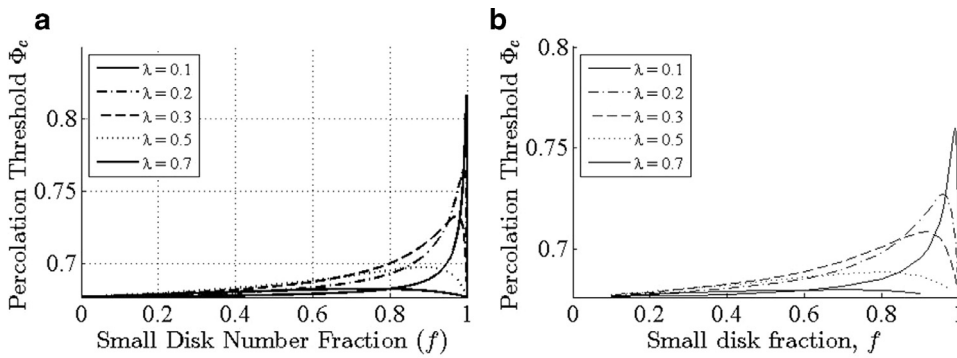 a
Percolation Threshold Φc
0.8
0.75
0.7
λ = 0.1
λ = 0.2
λ = 0.3
λ = 0.5
λ = 0.7
0
0.2
0.4
0.6
0.8
1
Small Disk Number Fraction (f)
b
Percolation Threshold Φc
0.8
0.75
0.7
λ = 0.1
λ = 0.2
λ = 0.3
λ = 0.5
λ = 0.7
0
0.2
0.4
0.6
0.8
1
Small disk fraction, f